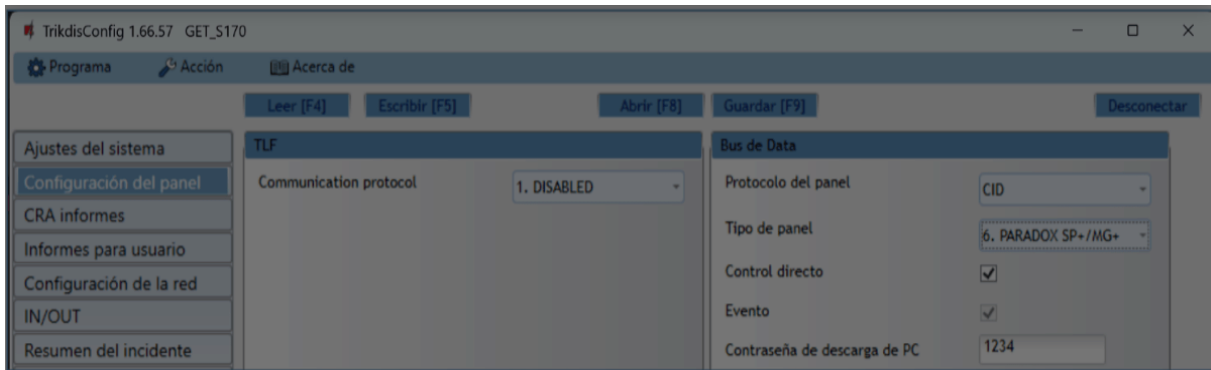 TrikdisConfig 1.66.57 GET_S170
Programa Acción Acerca de
Leer [F4] Escribir [F5] Abrir [F8] Guardar [F9] Desconectar
Ajustes del sistema
Configuración del panel
CRA informes
Informes para usuario
Configuración de la red
IN/OUT
Resumen del incidente
TLF
Communication protocol 1. DISABLED
Bus de Data
Protocolo del panel CID
Tipo de panel 6. PARADOX SP+/MG+
Control directo
Evento
Contraseña de descarga de PC 1234